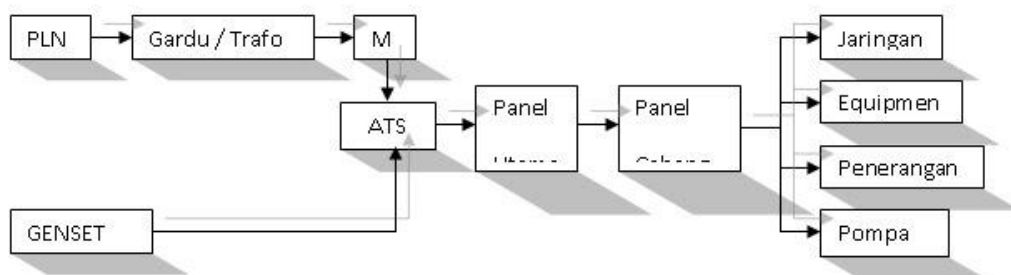 PLN
Gardu / Trafo
M
Jaringan
Equipmen
ATS
Panel
Panel
Penerangan
GENSET
Pompa